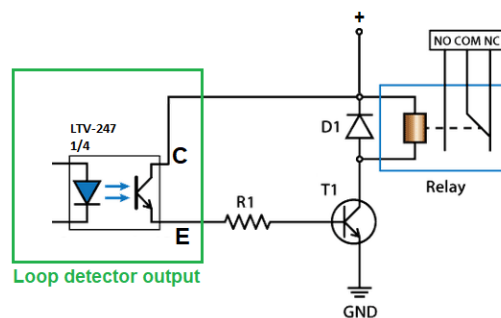 +
NO COM NC
LTV-247
1/4
C
D1
Relay
T1
R1
E
Loop detector output
GND